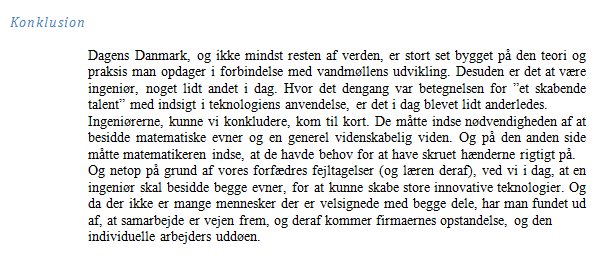 Konklusion
Dagens Danmark, og ikke mindst resten af verden, er stort set bygget på den teori og
praksis man opdager i forbindelse med vandmøllens udvikling. Desuden er det at være
ingeniør, noget lidt andet i dag. Hvor det dengang var betegnelsen for ”et skabende
talent” med indsigt i teknologiens anvendelse, er det i dag blevet lidt anderledes.
Ingeniørerne, kunne vi konkludere, kom til kort. De måtte indse nødvendigheden af at
besidde matematiske evner og en generel videnskabelig viden. Og på den anden side
måtte matematikeren indse, at de havde behov for at have skruet hænderne rigtigt på.
Og netop på grund af vores forfædres fejltagelser (og læren deraf), ved vi i dag, at en
ingeniør skal besidde begge evner, for at kunne skabe store innovative teknologier. Og
da der ikke er mange mennesker der er velsignede med begge dele, har man fundet ud
af, at samarbejde er vejen frem, og deraf kommer firmaernes opstandelse, og den
individuelle arbejders uddøen.